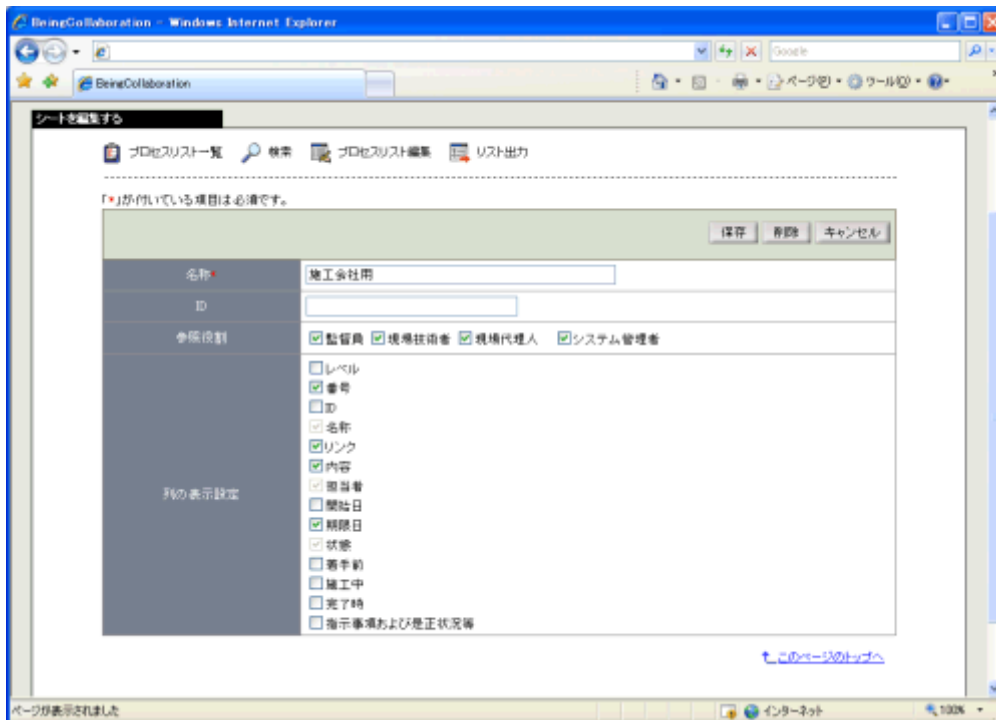 BeingCollaboration - Windows Internet Explorer
Google
BeingCollaboration
ページ(P) ツール(O)
シートを編集する
プロセスリスト一覧 検索 プロセスリスト編集 リスト出力
「*」が付いている項目は必須です。
保存 削除 キャンセル
名称* 施工会社用
ID
参照役割 監督員 現場技術者 現場代理人 システム管理者
列の表示設定
レベル
番号
ID
名称
リンク
内容
担当者
開始日
期限日
状態
着手前
施工中
完了時
指示事項および是正状況等
このページのトップへ
ページが表示されました インターネット 100%